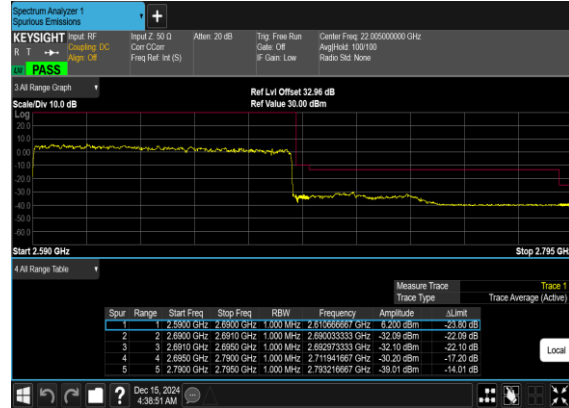 Spectrum Analyzer 1
Spurious Emissions
KEYSIGHT Input: RF Input Z: 50 Ω Atten: 20 dB Trig: Free Run Center Freq: 22.005000000 GHz
R T Coupling: DC Corr CCorr Gate: Off Avg|Hold: 100/100
Align: Off Freq Ref: Int (S) IF Gain: Low Radio Std: None
PASS
3 All Range Graph
Ref Lvl Offset 32.96 dB
Scale/Div 10.0 dB Ref Value 30.00 dBm
Log
20.0
10.0
0.00
-10.0
-20.0
-30.0
-40.0
-50.0
-60.0
Start 2.590 GHz Stop 2.795 GH
4 All Range Table
Measure Trace Trace 1
Trace Type Trace Average (Active)
Spur Range Start Freq Stop Freq RBW Frequency Amplitude ΔLimit
1 1 2.5900 GHz 2.6900 GHz 1.000 MHz 2.610666667 GHz 6.200 dBm -23.80 dB
2 2 2.6900 GHz 2.6910 GHz 1.000 MHz 2.690033333 GHz -32.09 dBm -22.09 dB
3 3 2.6910 GHz 2.6950 GHz 1.000 MHz 2.692973333 GHz -32.10 dBm -22.10 dB
4 4 2.6950 GHz 2.7900 GHz 1.000 MHz 2.711941667 GHz -30.20 dBm -17.20 dB
5 5 2.7900 GHz 2.7950 GHz 1.000 MHz 2.793216667 GHz -39.01 dBm -14.01 dB
Local
Dec 15, 2024
4:38:51 AM